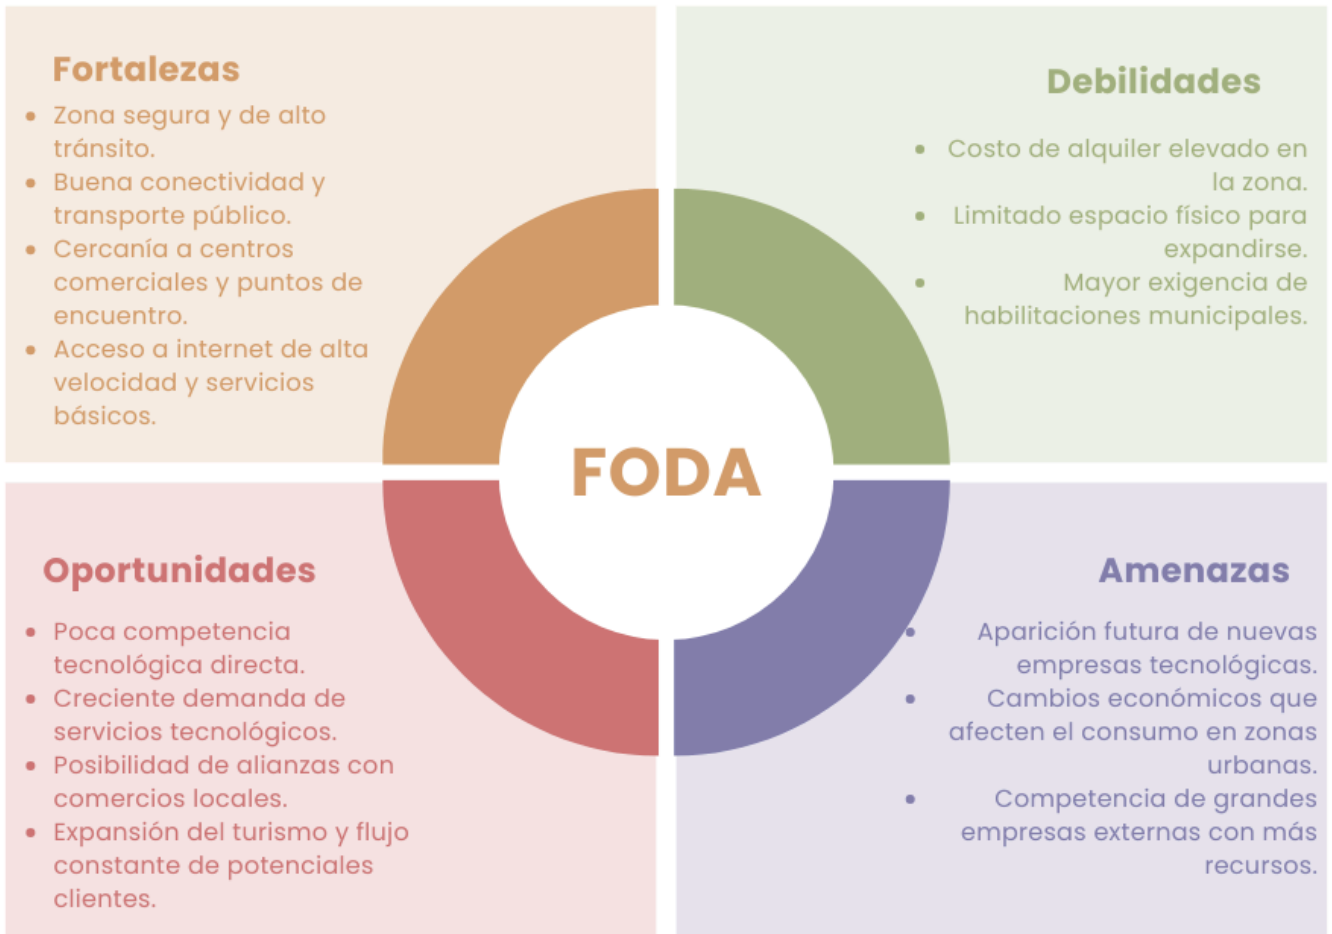 Fortalezas
• Zona segura y de alto
tránsito.
• Buena conectividad y
transporte público.
• Cercanía a centros
comerciales y puntos de
encuentro.
• Acceso a internet de alta
velocidad y servicios
básicos.
Debilidades
• Costo de alquiler elevado en
la zona.
• Limitado espacio físico para
expandirse.
• Mayor exigencia de
habilitaciones municipales.
FODA
Oportunidades
• Poca competencia
tecnológica directa.
• Creciente demanda de
servicios tecnológicos.
• Posibilidad de alianzas con
comercios locales.
• Expansión del turismo y flujo
constante de potenciales
clientes.
Amenazas
• Aparición futura de nuevas
empresas tecnológicas.
• Cambios económicos que
afecten el consumo en zonas
urbanas.
• Competencia de grandes
empresas externas con más
recursos.